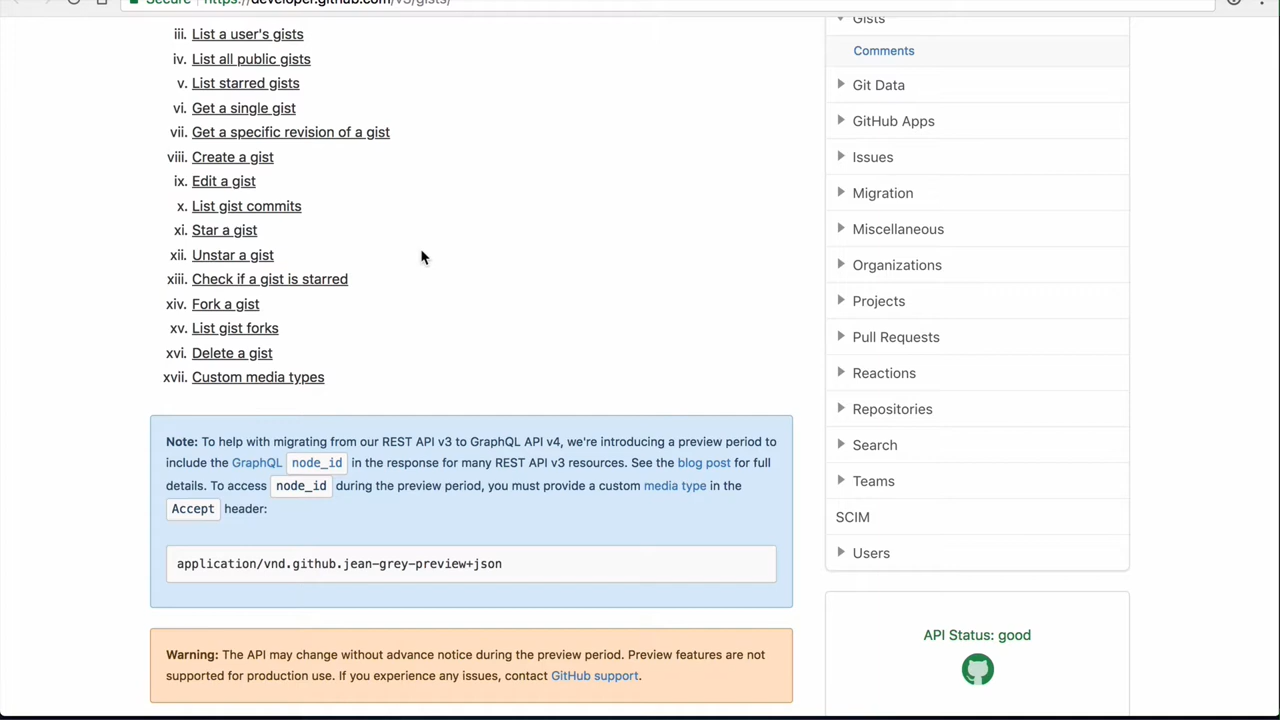 Secure | https://developer.github.com/v3/gists/
iii. List a user's gists
iv. List all public gists
v. List starred gists
vi. Get a single gist
vii. Get a specific revision of a gist
viii. Create a gist
ix. Edit a gist
x. List gist commits
xi. Star a gist
xii. Unstar a gist
xiii. Check if a gist is starred
xiv. Fork a gist
xv. List gist forks
xvi. Delete a gist
xvii. Custom media types
Note: To help with migrating from our REST API v3 to GraphQL API v4, we're introducing a preview period to
include the GraphQL node_id in the response for many REST API v3 resources. See the blog post for full
details. To access node_id during the preview period, you must provide a custom media type in the
Accept header:
application/vnd.github.jean-grey-preview+json
Warning: The API may change without advance notice during the preview period. Preview features are not
supported for production use. If you experience any issues, contact GitHub support.
Gists
Comments
Git Data
GitHub Apps
Issues
Migration
Miscellaneous
Organizations
Projects
Pull Requests
Reactions
Repositories
Search
Teams
SCIM
Users
API Status: good